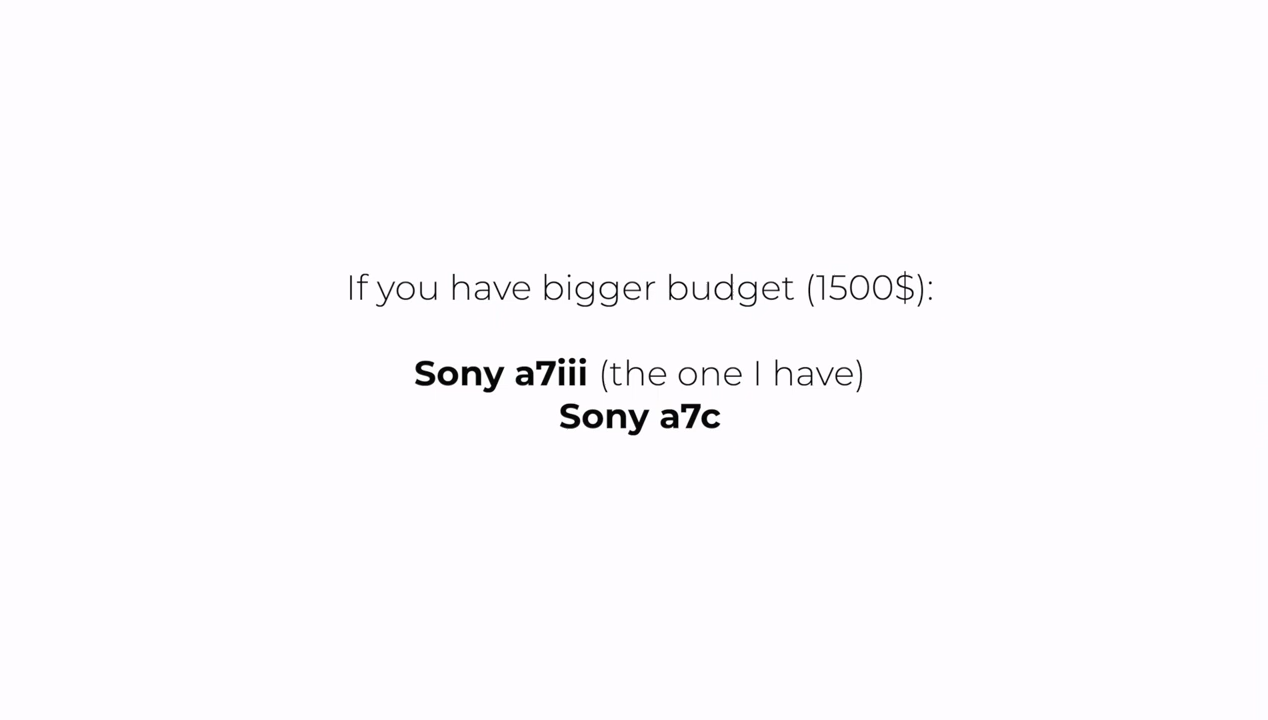 If you have bigger budget (1500$):
Sony a7iii (the one I have)
Sony a7c